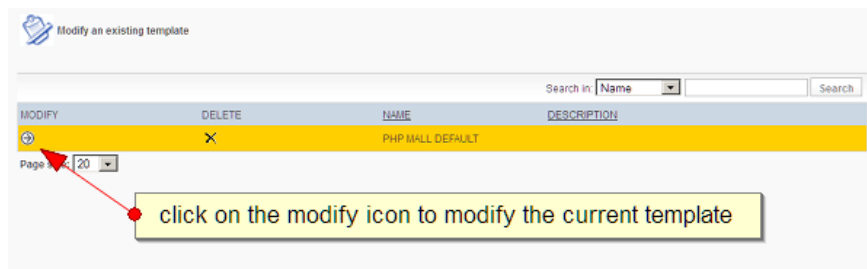 Modify an existing template
Search in: Name Search
MODIFY DELETE NAME DESCRIPTION
PHP MALL DEFAULT
Page 20
click on the modify icon to modify the current template